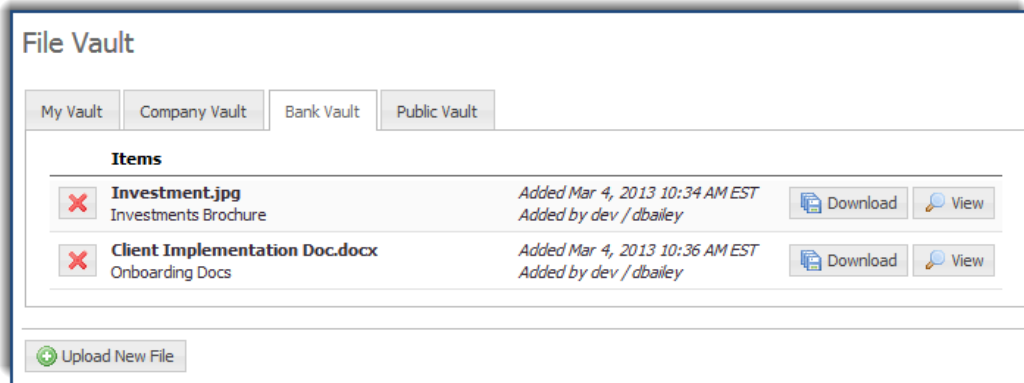 File Vault
My Vault Company Vault Bank Vault Public Vault
Items
Investment.jpg Added Mar 4, 2013 10:34 AM EST Download View
Investments Brochure Added by dev / dbailey
Client Implementation Doc.docx Added Mar 4, 2013 10:36 AM EST Download View
Onboarding Docs Added by dev / dbailey
Upload New File